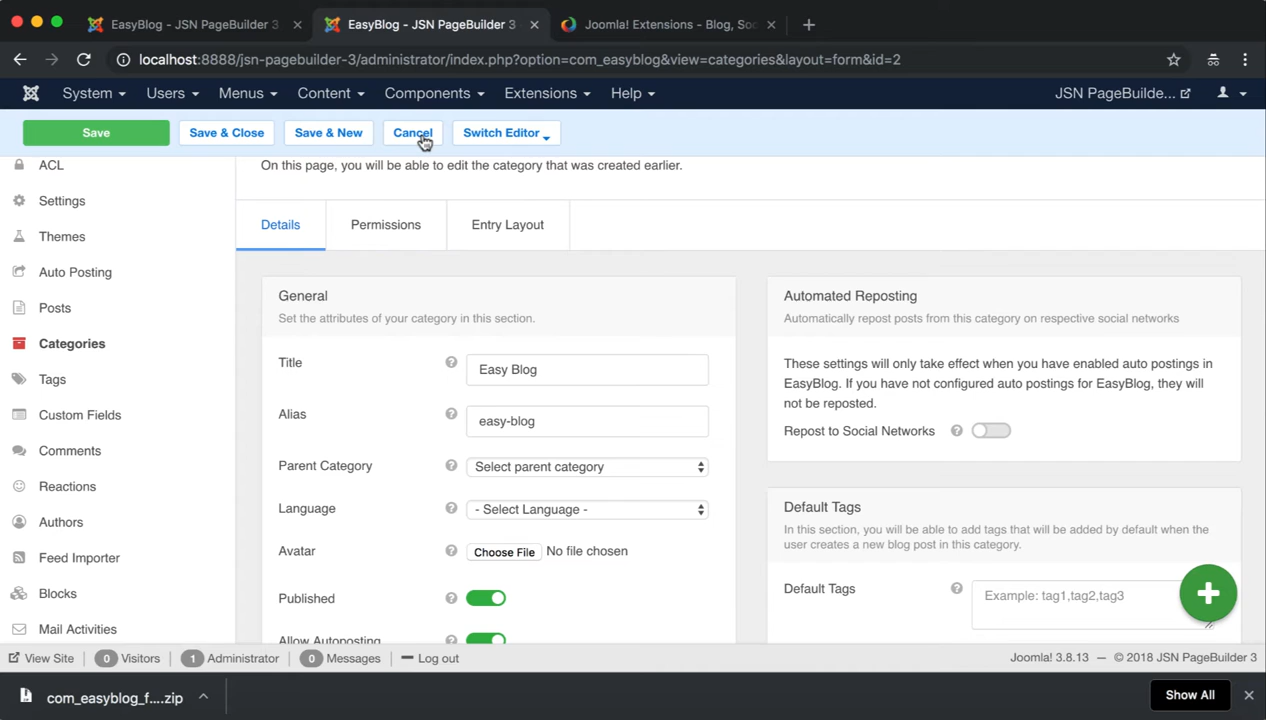 EasyBlog - JSN PageBuilder 3
EasyBlog - JSN PageBuilder 3
Joomla! Extensions - Blog, Soc
localhost:8888/jsn-pagebuilder-3/administrator/index.php?option=com_easyblog&view=categories&layout=form&id=2
System Users Menus Content Components Extensions Help JSN PageBuilde...
Save Save & Close Save & New Cancel Switch Editor
ACL
Settings
Themes
Auto Posting
Posts
Categories
Tags
Custom Fields
Comments
Reactions
Authors
Feed Importer
Blocks
Mail Activities
On this page, you will be able to edit the category that was created earlier.
Details Permissions Entry Layout
General
Set the attributes of your category in this section.
Title Easy Blog
Alias easy-blog
Parent Category Select parent category
Language - Select Language -
Avatar Choose File No file chosen
Published
Allow Autoposting
Automated Reposting
Automatically repost posts from this category on respective social networks
These settings will only take effect when you have enabled auto postings in
EasyBlog. If you have not configured auto postings for EasyBlog, they will
not be reposted.
Repost to Social Networks
Default Tags
In this section, you will be able to add tags that will be added by default when the
user creates a new blog post in this category.
Default Tags Example: tag1,tag2,tag3
View Site 0 Visitors 1 Administrator 0 Messages Log out Joomla! 3.8.13 — © 2018 JSN PageBuilder 3
com_easyblog_f....zip Show All